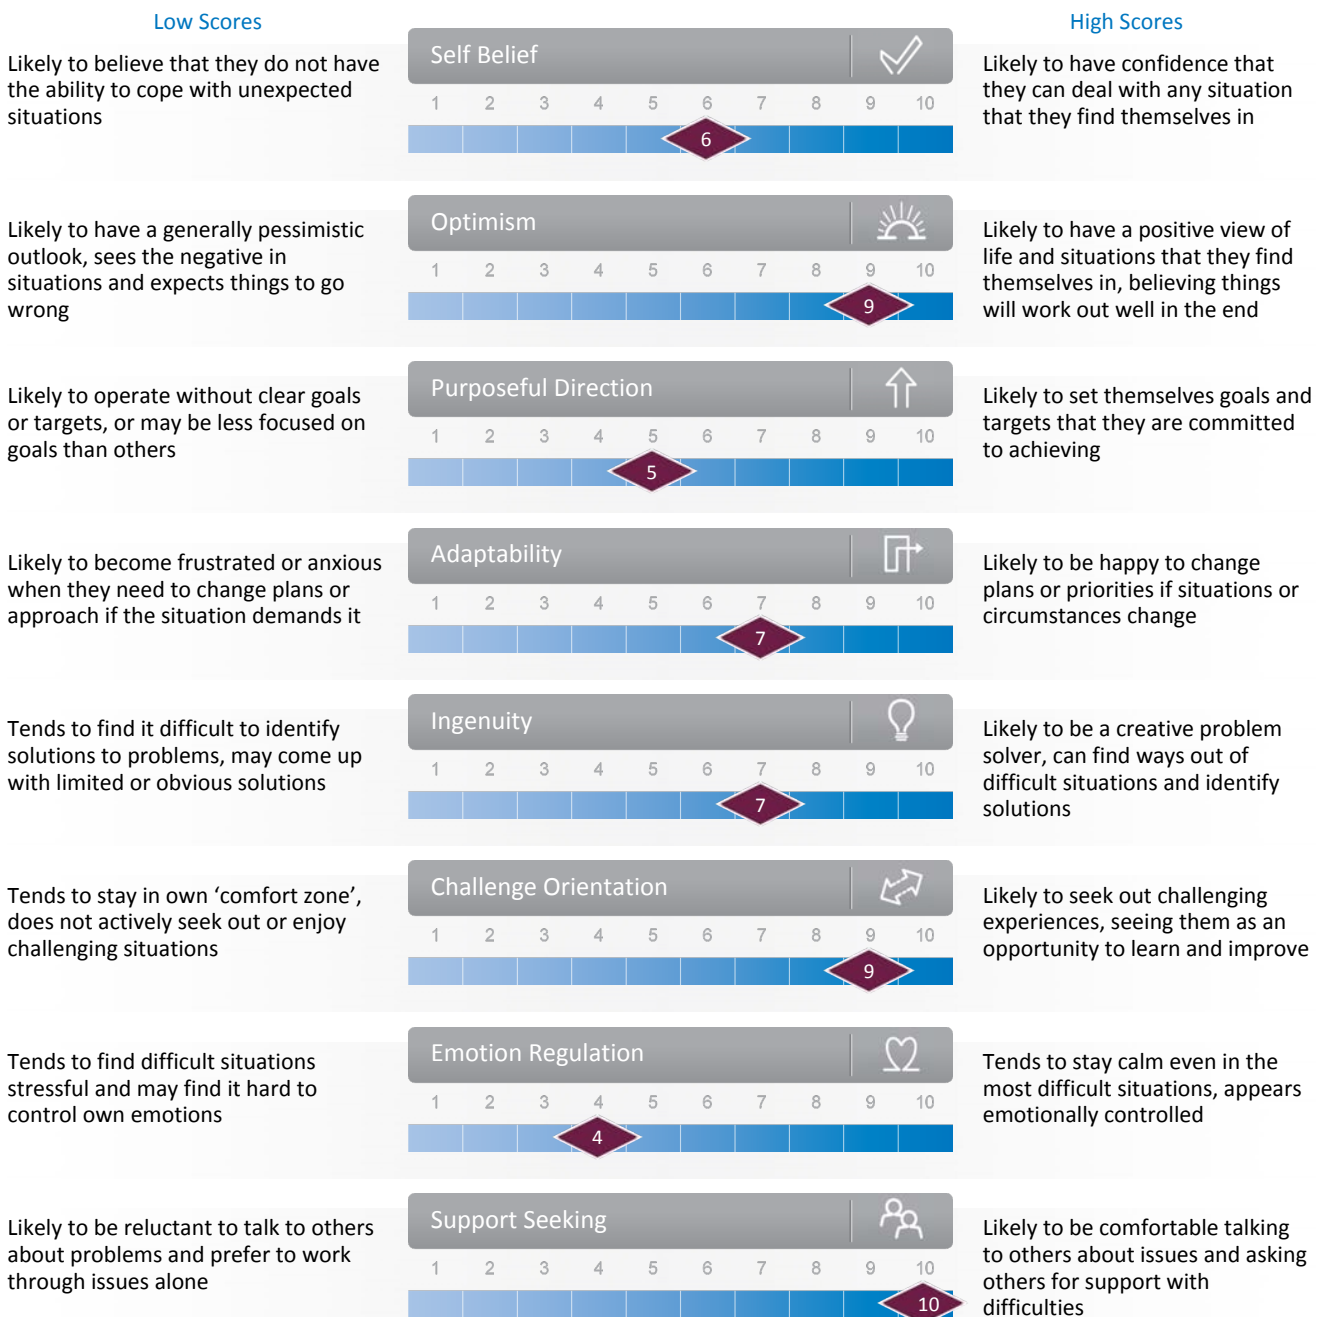 Low Scores
High Scores
Likely to believe that they do not have
the ability to cope with unexpected
situations
Self Belief
1 2 3 4 5 6 7 8 9 10
6
Likely to have confidence that
they can deal with any situation
that they find themselves in
Likely to have a generally pessimistic
outlook, sees the negative in
situations and expects things to go
wrong
Optimism
1 2 3 4 5 6 7 8 9 10
9
Likely to have a positive view of
life and situations that they find
themselves in, believing things
will work out well in the end
Likely to operate without clear goals
or targets, or may be less focused on
goals than others
Purposeful Direction
1 2 3 4 5 6 7 8 9 10
5
Likely to set themselves goals and
targets that they are committed
to achieving
Likely to become frustrated or anxious
when they need to change plans or
approach if the situation demands it
Adaptability
1 2 3 4 5 6 7 8 9 10
7
Likely to be happy to change
plans or priorities if situations or
circumstances change
Tends to find it difficult to identify
solutions to problems, may come up
with limited or obvious solutions
Ingenuity
1 2 3 4 5 6 7 8 9 10
7
Likely to be a creative problem
solver, can find ways out of
difficult situations and identify
solutions
Tends to stay in own ‘comfort zone’,
does not actively seek out or enjoy
challenging situations
Challenge Orientation
1 2 3 4 5 6 7 8 9 10
9
Likely to seek out challenging
experiences, seeing them as an
opportunity to learn and improve
Tends to find difficult situations
stressful and may find it hard to
control own emotions
Emotion Regulation
1 2 3 4 5 6 7 8 9 10
4
Tends to stay calm even in the
most difficult situations, appears
emotionally controlled
Likely to be reluctant to talk to others
about problems and prefer to work
through issues alone
Support Seeking
1 2 3 4 5 6 7 8 9 10
10
Likely to be comfortable talking
to others about issues and asking
others for support with
difficulties